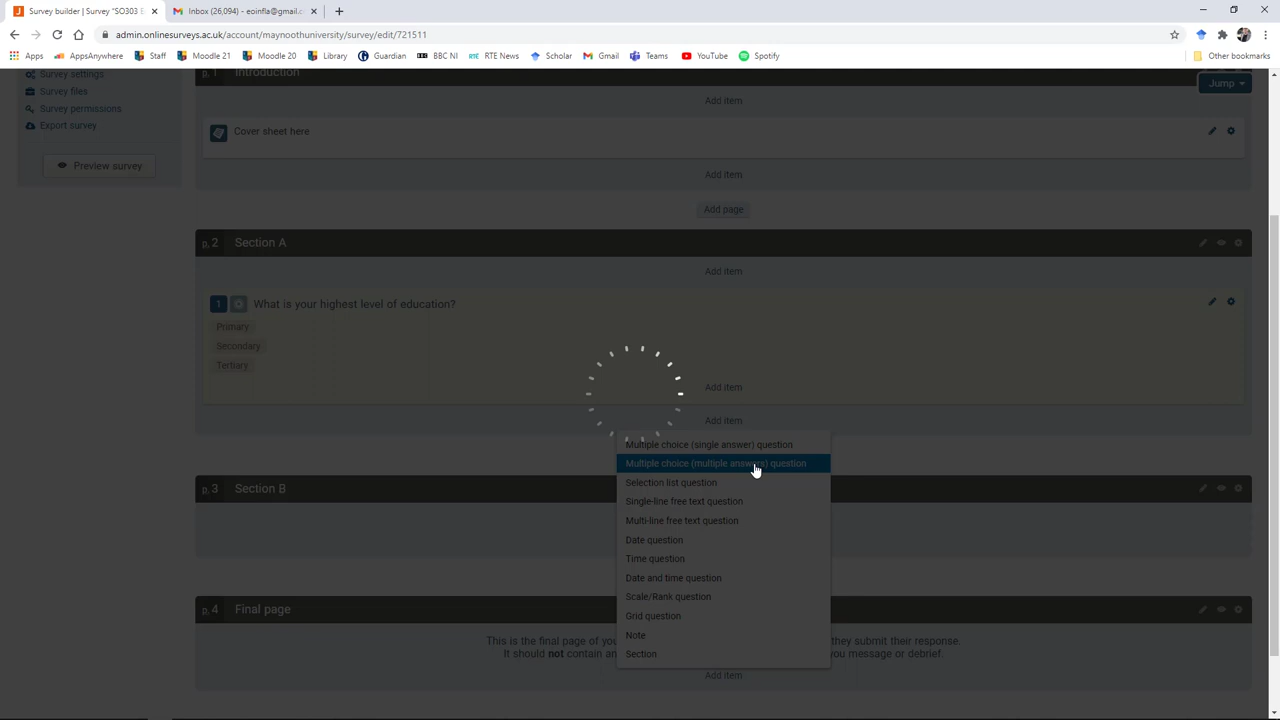 Survey builder | Survey "SO303 E
Inbox (26,094) - eoinfla@gmail.c
admin.onlinesurveys.ac.uk/account/maynoothuniversity/survey/edit/721511
Apps AppsAnywhere Staff Moodle 21 Moodle 20 Library Guardian BBC NI RTE News Scholar Gmail Teams YouTube Spotify Other bookmarks
Survey settings
Survey files
Survey permissions
Export survey
Preview survey
p. 1 Introduction
Jump
Add item
Cover sheet here
Add item
Add page
p. 2 Section A
Add item
1 What is your highest level of education?
Primary
Secondary
Tertiary
Add item
Add item
Multiple choice (single answer) question
Multiple choice (multiple answers) question
Selection list question
Single-line free text question
Multi-line free text question
Date question
Time question
Date and time question
Scale/Rank question
Grid question
Note
Section
p. 3 Section B
p. 4 Final page
This is the final page of you they submit their response.
It should not contain an you message or debrief.
Add item